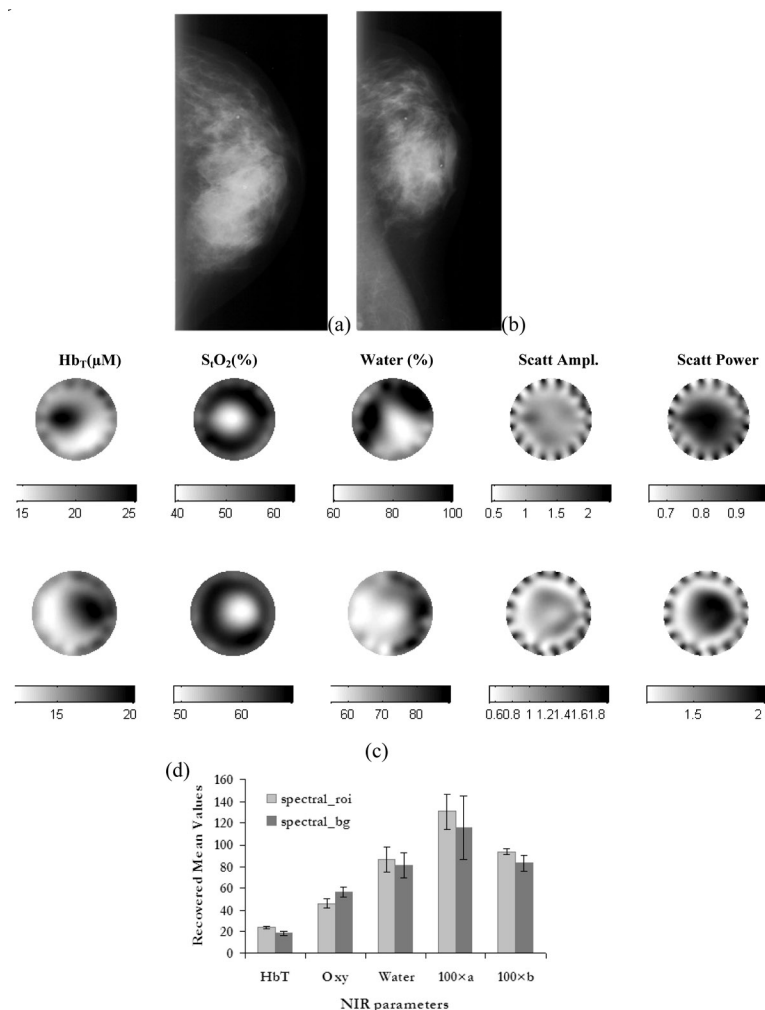 (a)
(b)
Hb_T(µM) S_tO_2(%) Water (%) Scatt Ampl. Scatt Power
15 20 25 40 50 60 60 80 100 0.5 1 1.5 2 0.7 0.8 0.9
15 20 50 60 60 70 80 0.60.8 1 1.21.41.61.8 1.5 2
(c)
(d)
160
140
120
100
80
60
40
20
0
Recovered Mean Values
spectral_roi
spectral_bg
HbT Oxy Water 100×a 100×b
NIR parameters